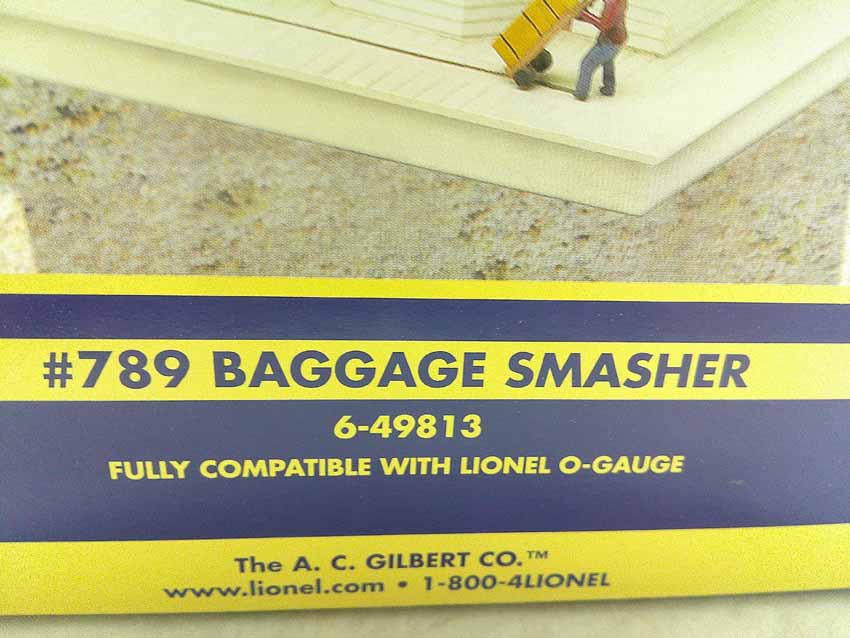 #789 BAGGAGE SMASHER
6-49813
FULLY COMPATIBLE WITH LIONEL O-GAUGE
The A. C. GILBERT CO.™
www.lionel.com • 1-800-4LIONEL